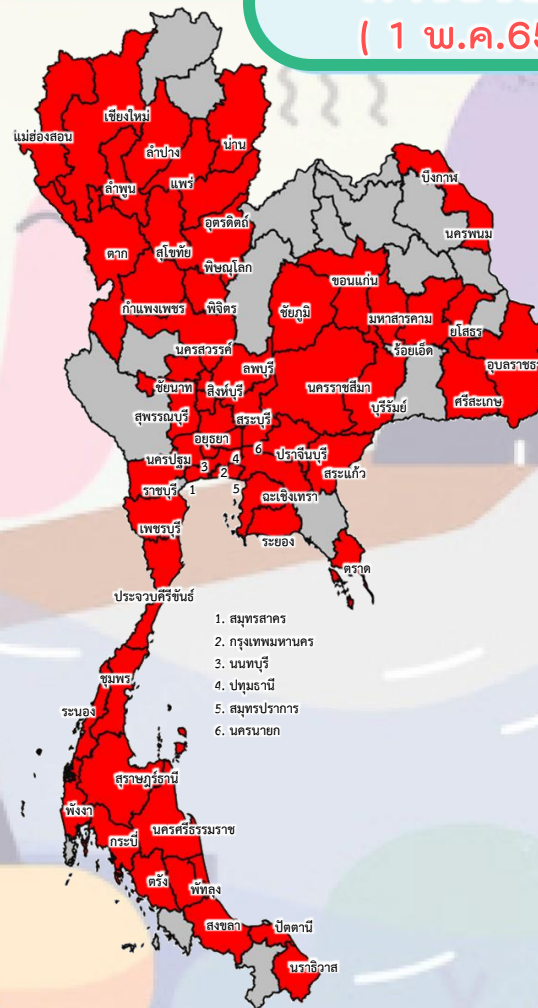 ( 1 พ.ค.65
เชียงใหม่
แม่ฮ่องสอน
ลำปาง
น่าน
ลำพูน
แพร่
บึงกาฬ
อุตรดิตถ์
นครพนม
ตาก
สุโขทัย
พิษณุโลก
ขอนแก่น
กำแพงเพชร
พิจิตร
ชัยภูมิ
มหาสารคาม
ยโสธร
นครสวรรค์
ร้อยเอ็ด
ลพบุรี
อุบลราชธา
ชัยนาท
สิงห์บุรี
นครราชสีมา
สุพรรณบุรี
สระบุรี
บุรีรัมย์
ศรีสะเกษ
อยุธยา
6
ปราจีนบุรี
นครปฐม
3
4
2
สระแก้ว
ราชบุรี
1
5
ฉะเชิงเทรา
เพชรบุรี
ระยอง
ตราด
ประจวบคีรีขันธ์
1. สมุทรสาคร
2. กรุงเทพมหานคร
3. นนทบุรี
4. ปทุมธานี
5. สมุทรปราการ
6. นครนายก
ชุมพร
ระนอง
สุราษฎร์ธานี
พังงา
นครศรีธรรมราช
กระบี่
ตรัง
พัทลุง
สงขลา
ปัตตานี
นราธิวาส